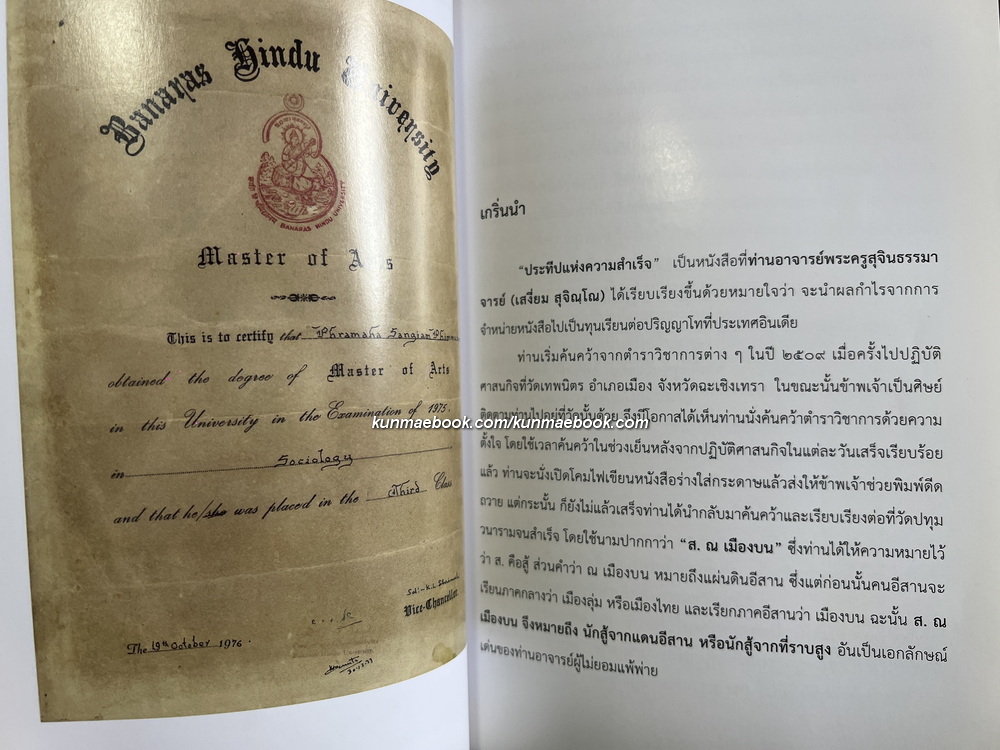 Banaras Hindu University
BANARAS HINDU UNIVERSITY
Master of Arts
This is to certify that Phramaha Sangiam
obtained the degree of Master of Arts
in this University in the Examination of 1975
in Sociology
and that he/she was placed in the Third Class
Vice-Chancellor
The 19th October 1976
เกริ่นนำ
“ประทีปแห่งความสำเร็จ” เป็นหนังสือที่ท่านอาจารย์พระครูสุจินธรรมา
จารย์ (เสงี่ยม สุจิณฺโณ) ได้เรียบเรียงขึ้นด้วยหมายใจว่า จะนำผลกำไรจากการ
จำหน่ายหนังสือไปเป็นทุนเรียนต่อปริญญาโทที่ประเทศอินเดีย
ท่านเริ่มค้นคว้าจากตำราวิชาการต่าง ๆ ในปี ๒๕๐๙ เมื่อครั้งไปปฏิบัติ
ศาสนกิจที่วัดเทพนิตร อำเภอเมือง จังหวัดฉะเชิงเทรา ในขณะนั้นข้าพเจ้าเป็นศิษย์
ติดตามท่านไปอยู่ที่วัดนั้นด้วย จึงมีโอกาสได้เห็นท่านนั่งค้นคว้าตำราวิชาการด้วยความ
kunmaebook.com/kunmaebook.com
ตั้งใจ โดยใช้เวลาค้นคว้าในช่วงเย็นหลังจากปฏิบัติศาสนกิจในแต่ละวันเสร็จเรียบร้อย
แล้ว ท่านจะนั่งเปิดโคมไฟเขียนหนังสือร่างใส่กระดาษแล้วส่งให้ข้าพเจ้าช่วยพิมพ์ดีด
ถวาย แต่กระนั้น ก็ยังไม่แล้วเสร็จท่านได้นำกลับมาค้นคว้าและเรียบเรียงต่อที่วัดปทุม
วนารามจนสำเร็จ โดยใช้นามปากกาว่า “ส. ณ เมืองบน” ซึ่งท่านได้ให้ความหมายไว้
ว่า ส. คือสู้ ส่วนคำว่า ณ เมืองบน หมายถึงแผ่นดินอีสาน ซึ่งแต่ก่อนนั้นคนอีสานจะ
เรียนภาคกลางว่า เมืองลุ่ม หรือเมืองไทย และเรียกภาคอีสานว่า เมืองบน ฉะนั้น ส. ณ
เมืองบน จึงหมายถึง นักสู้จากแดนอีสาน หรือนักสู้จากที่ราบสูง อันเป็นเอกลักษณ์
เด่นของท่านอาจารย์ผู้ไม่ยอมแพ้พ่าย